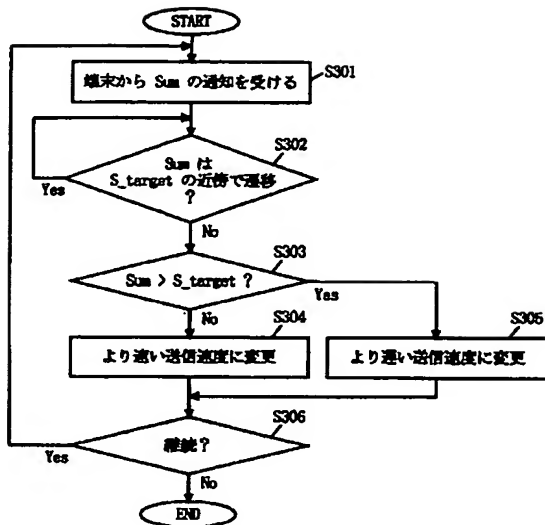 START
端末から Sum の通知を受ける
S301
S302
Sum は
S_target の近傍で遷移
?
Yes
No
S303
Sum > S_target ?
Yes
No
S304
より速い送信速度に変更
S305
より遅い送信速度に変更
S306
継続?
Yes
No
END